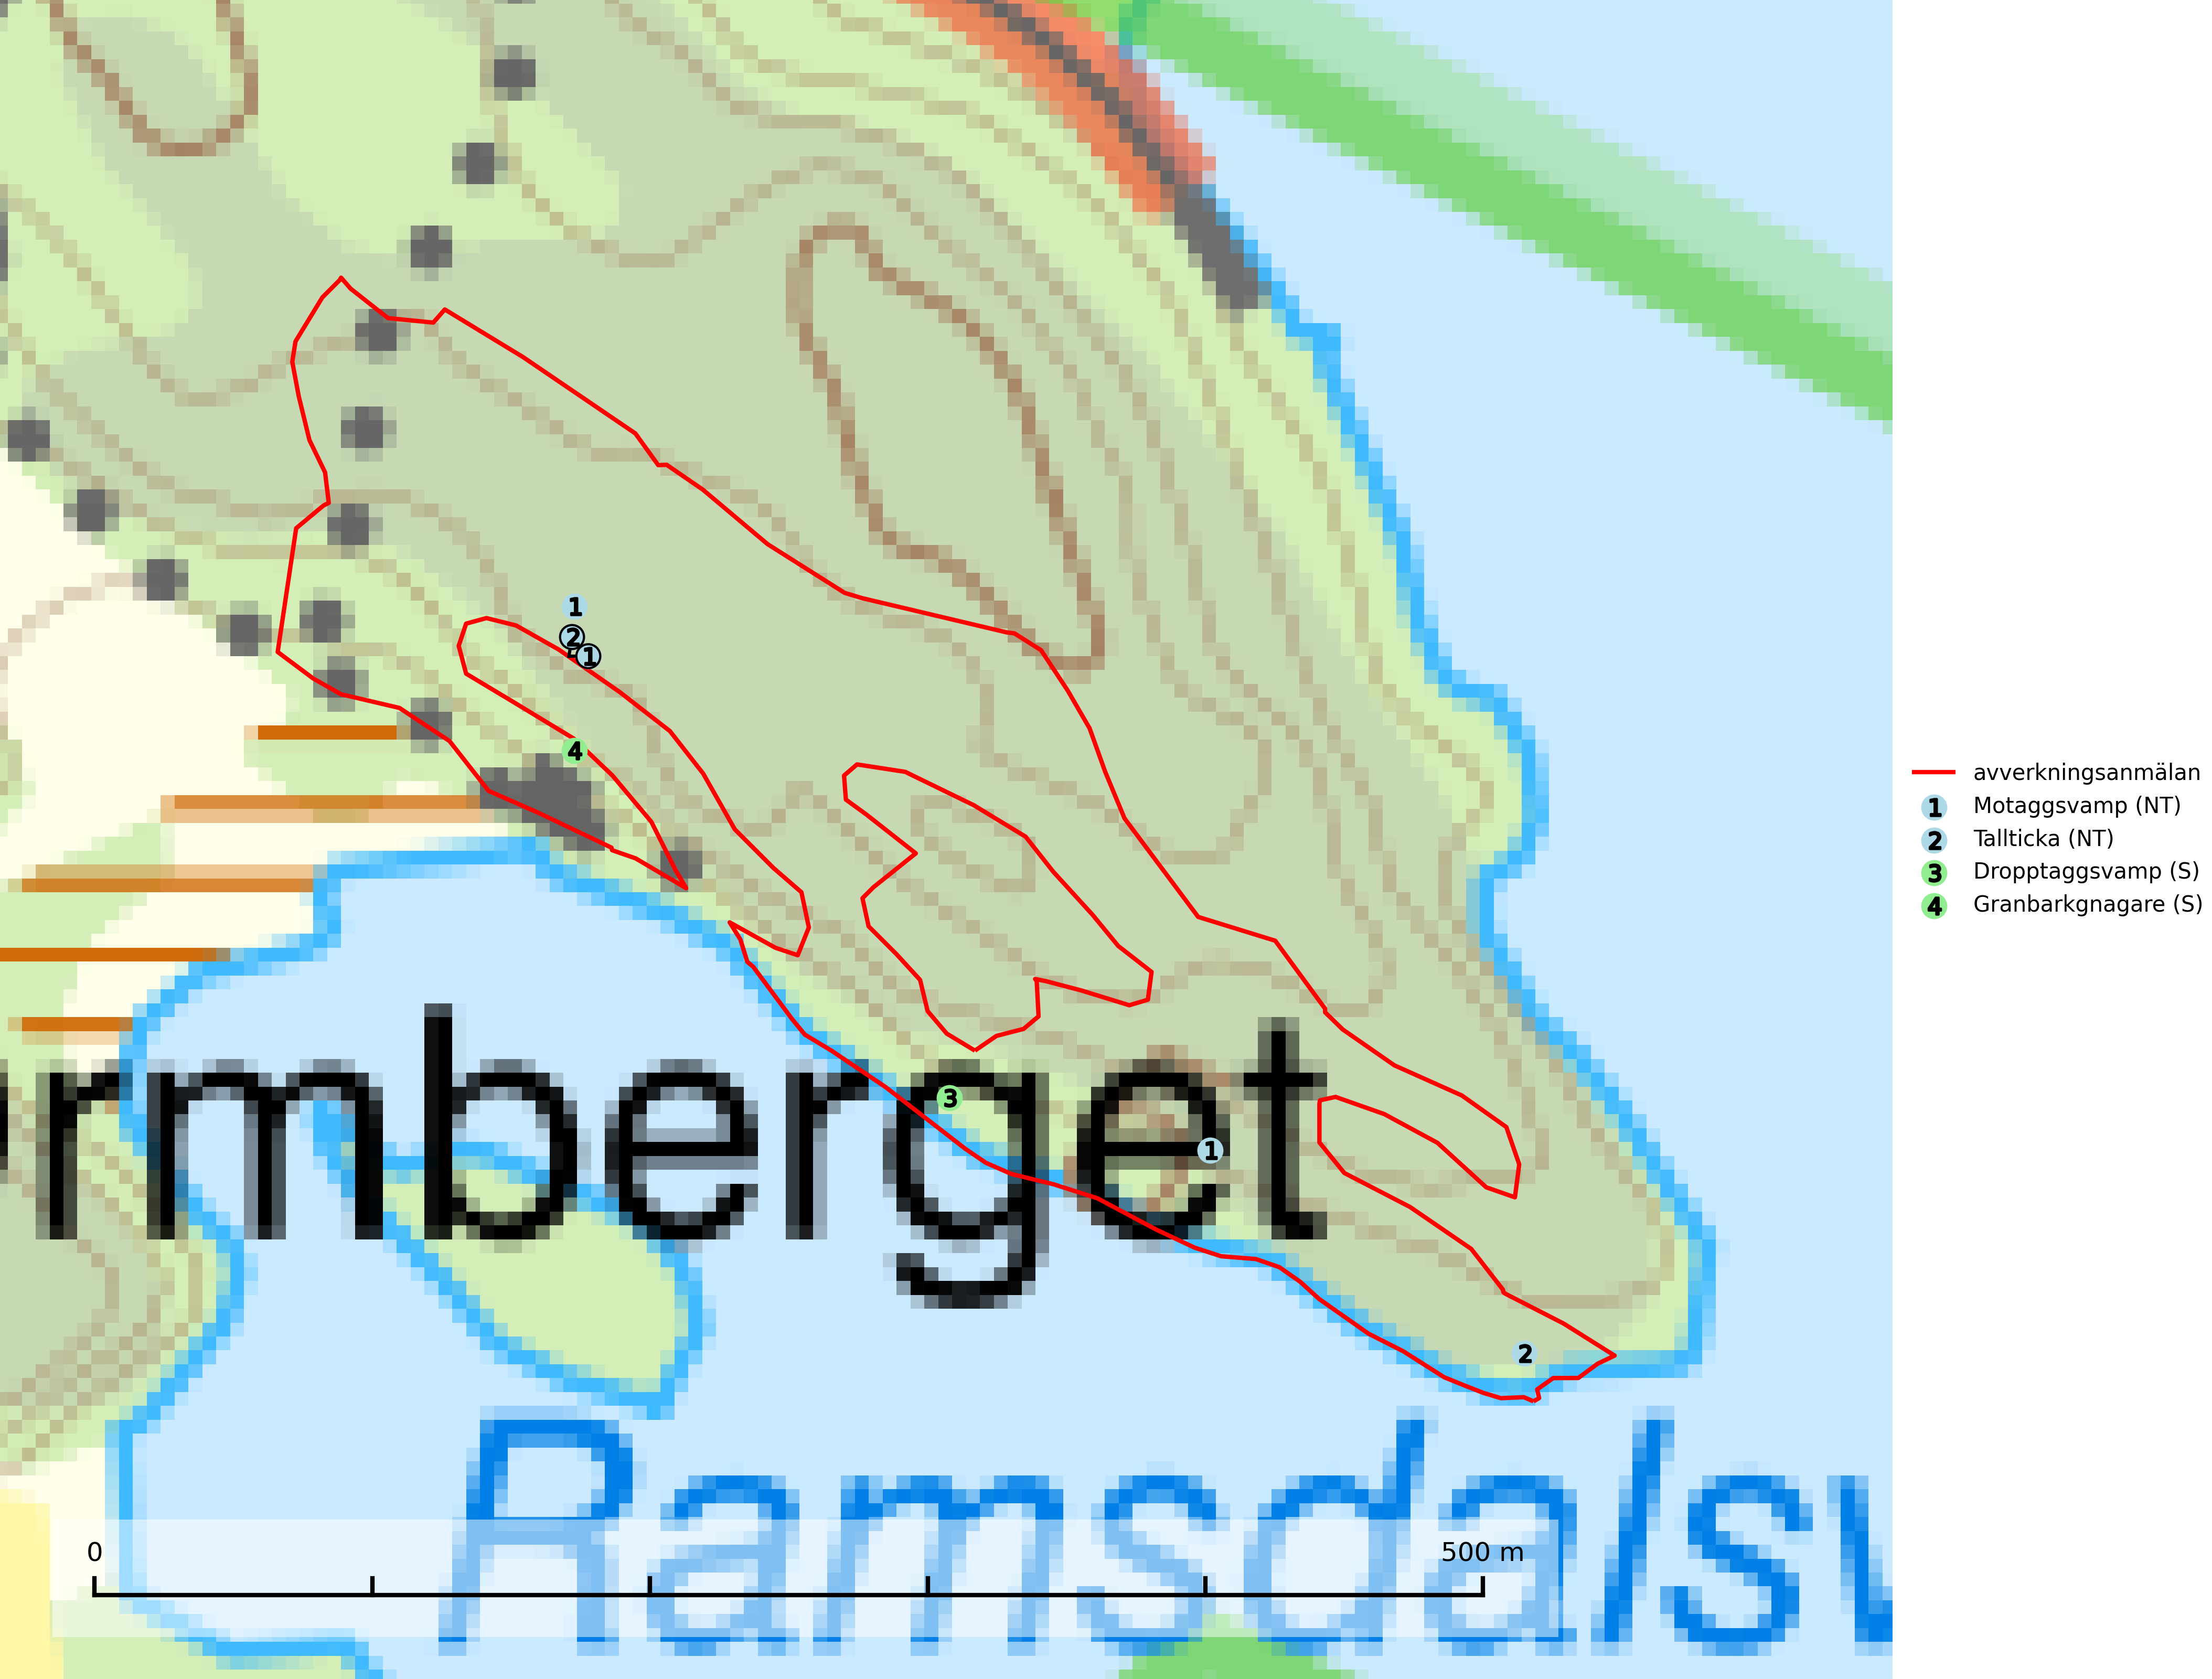 1
2
1
4
rmberget
3
1
2
Ramsdalsv
0 500 m
avverkningsanmälan
1 Motaggsvamp (NT)
2 Tallticka (NT)
3 Dropptaggsvamp (S)
4 Granbarkgnagare (S)